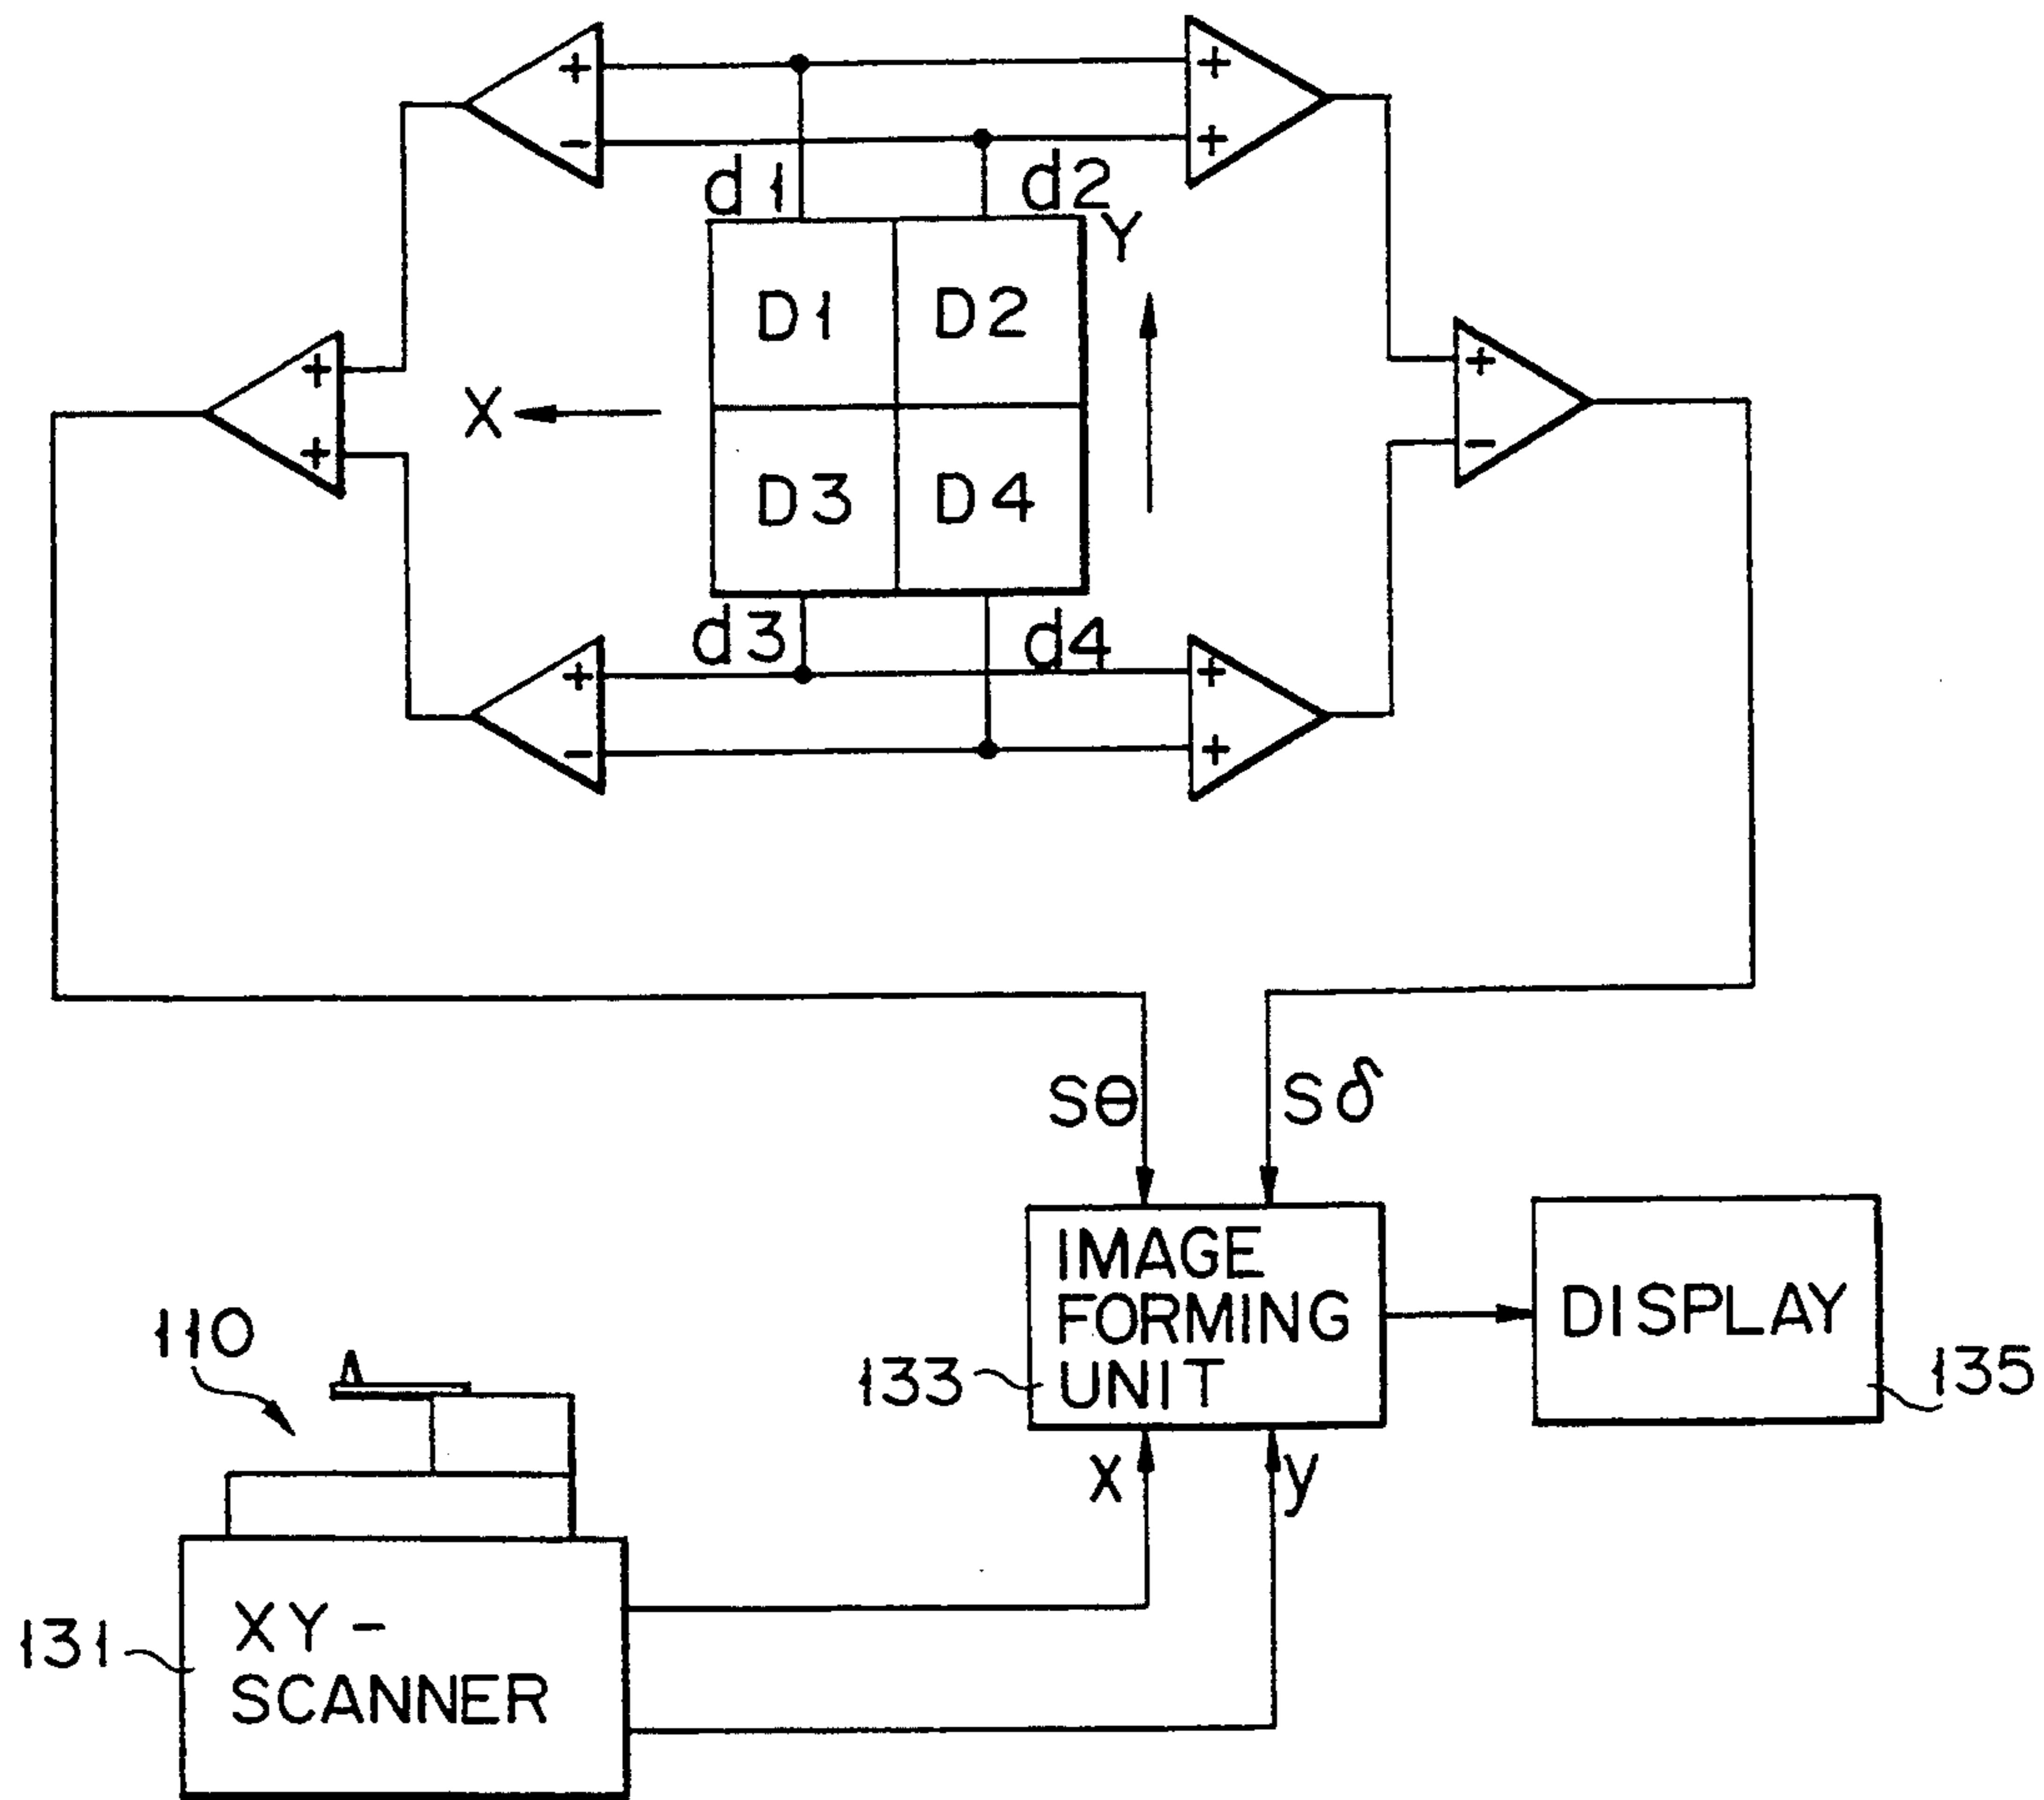 + +
- +
d1 d2
Y
D1 D2
+ +
X
+ -
D3 D4
d3 d4
+ +
- +
Sθ Sδ
IMAGE
FORMING
UNIT
DISPLAY
110
133
135
x y
XY-
SCANNER
131